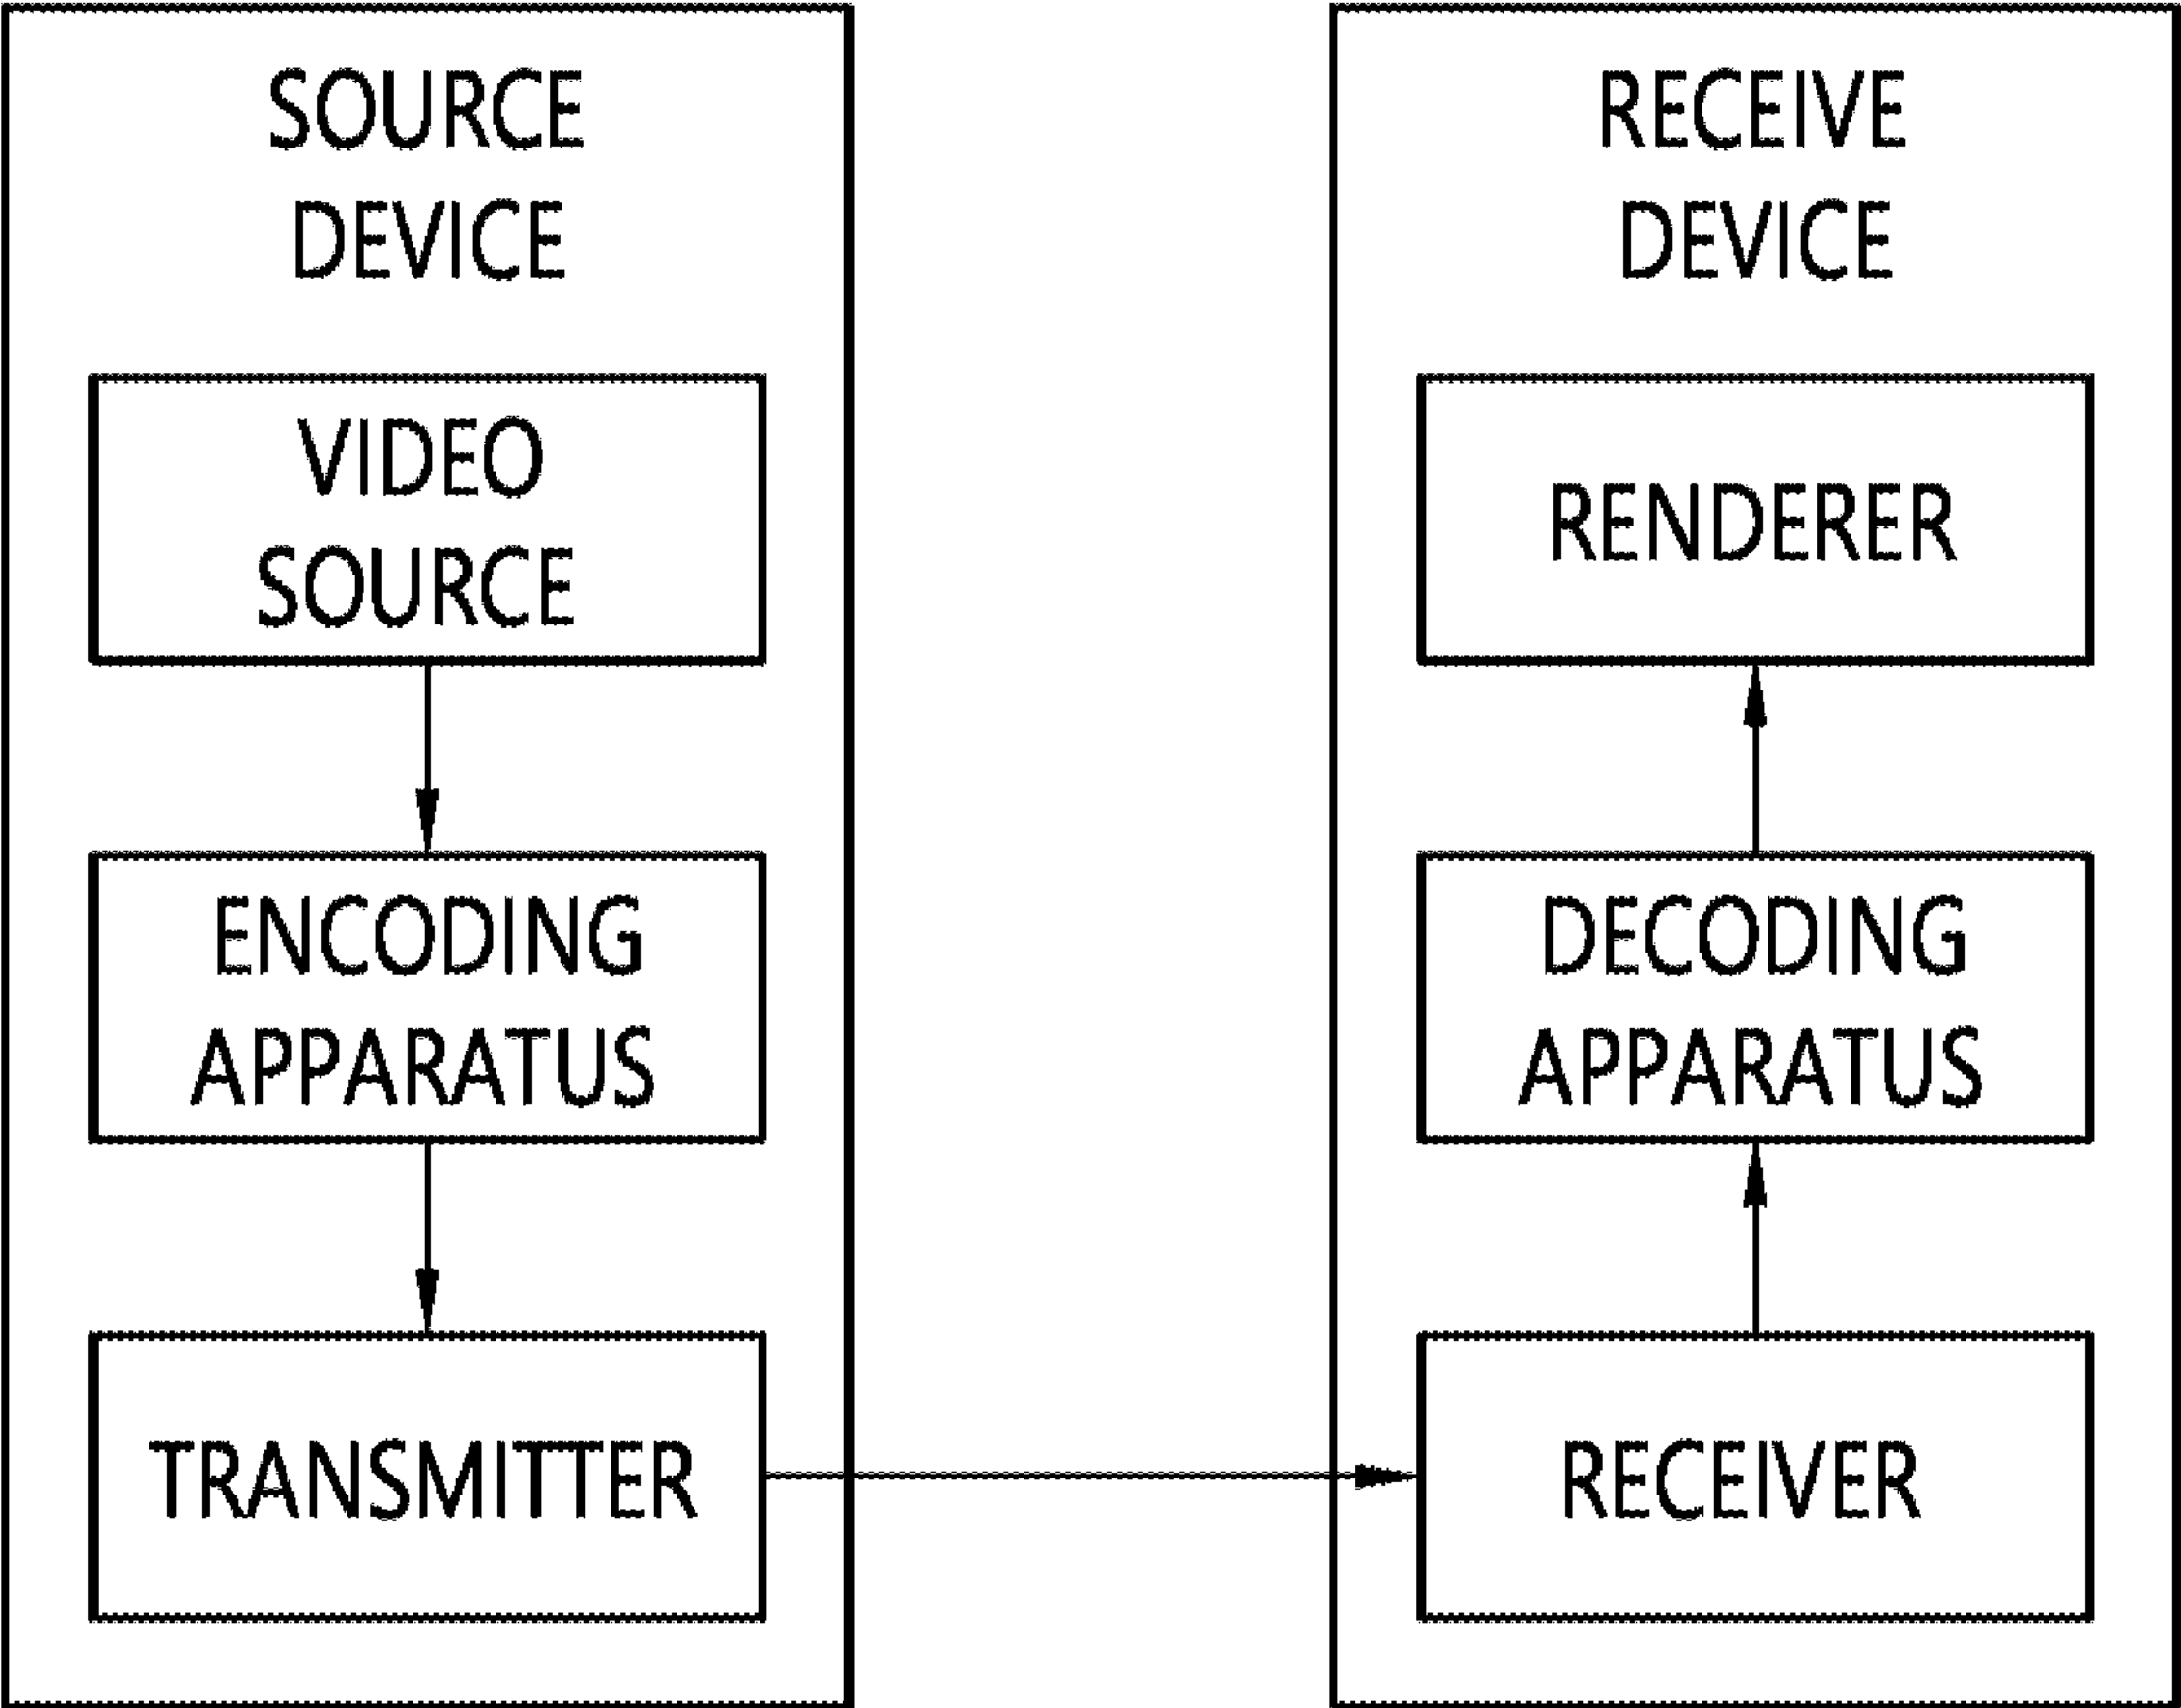 SOURCE
DEVICE
VIDEO
SOURCE
ENCODING
APPARATUS
TRANSMITTER
RECEIVE
DEVICE
RENDERER
DECODING
APPARATUS
RECEIVER